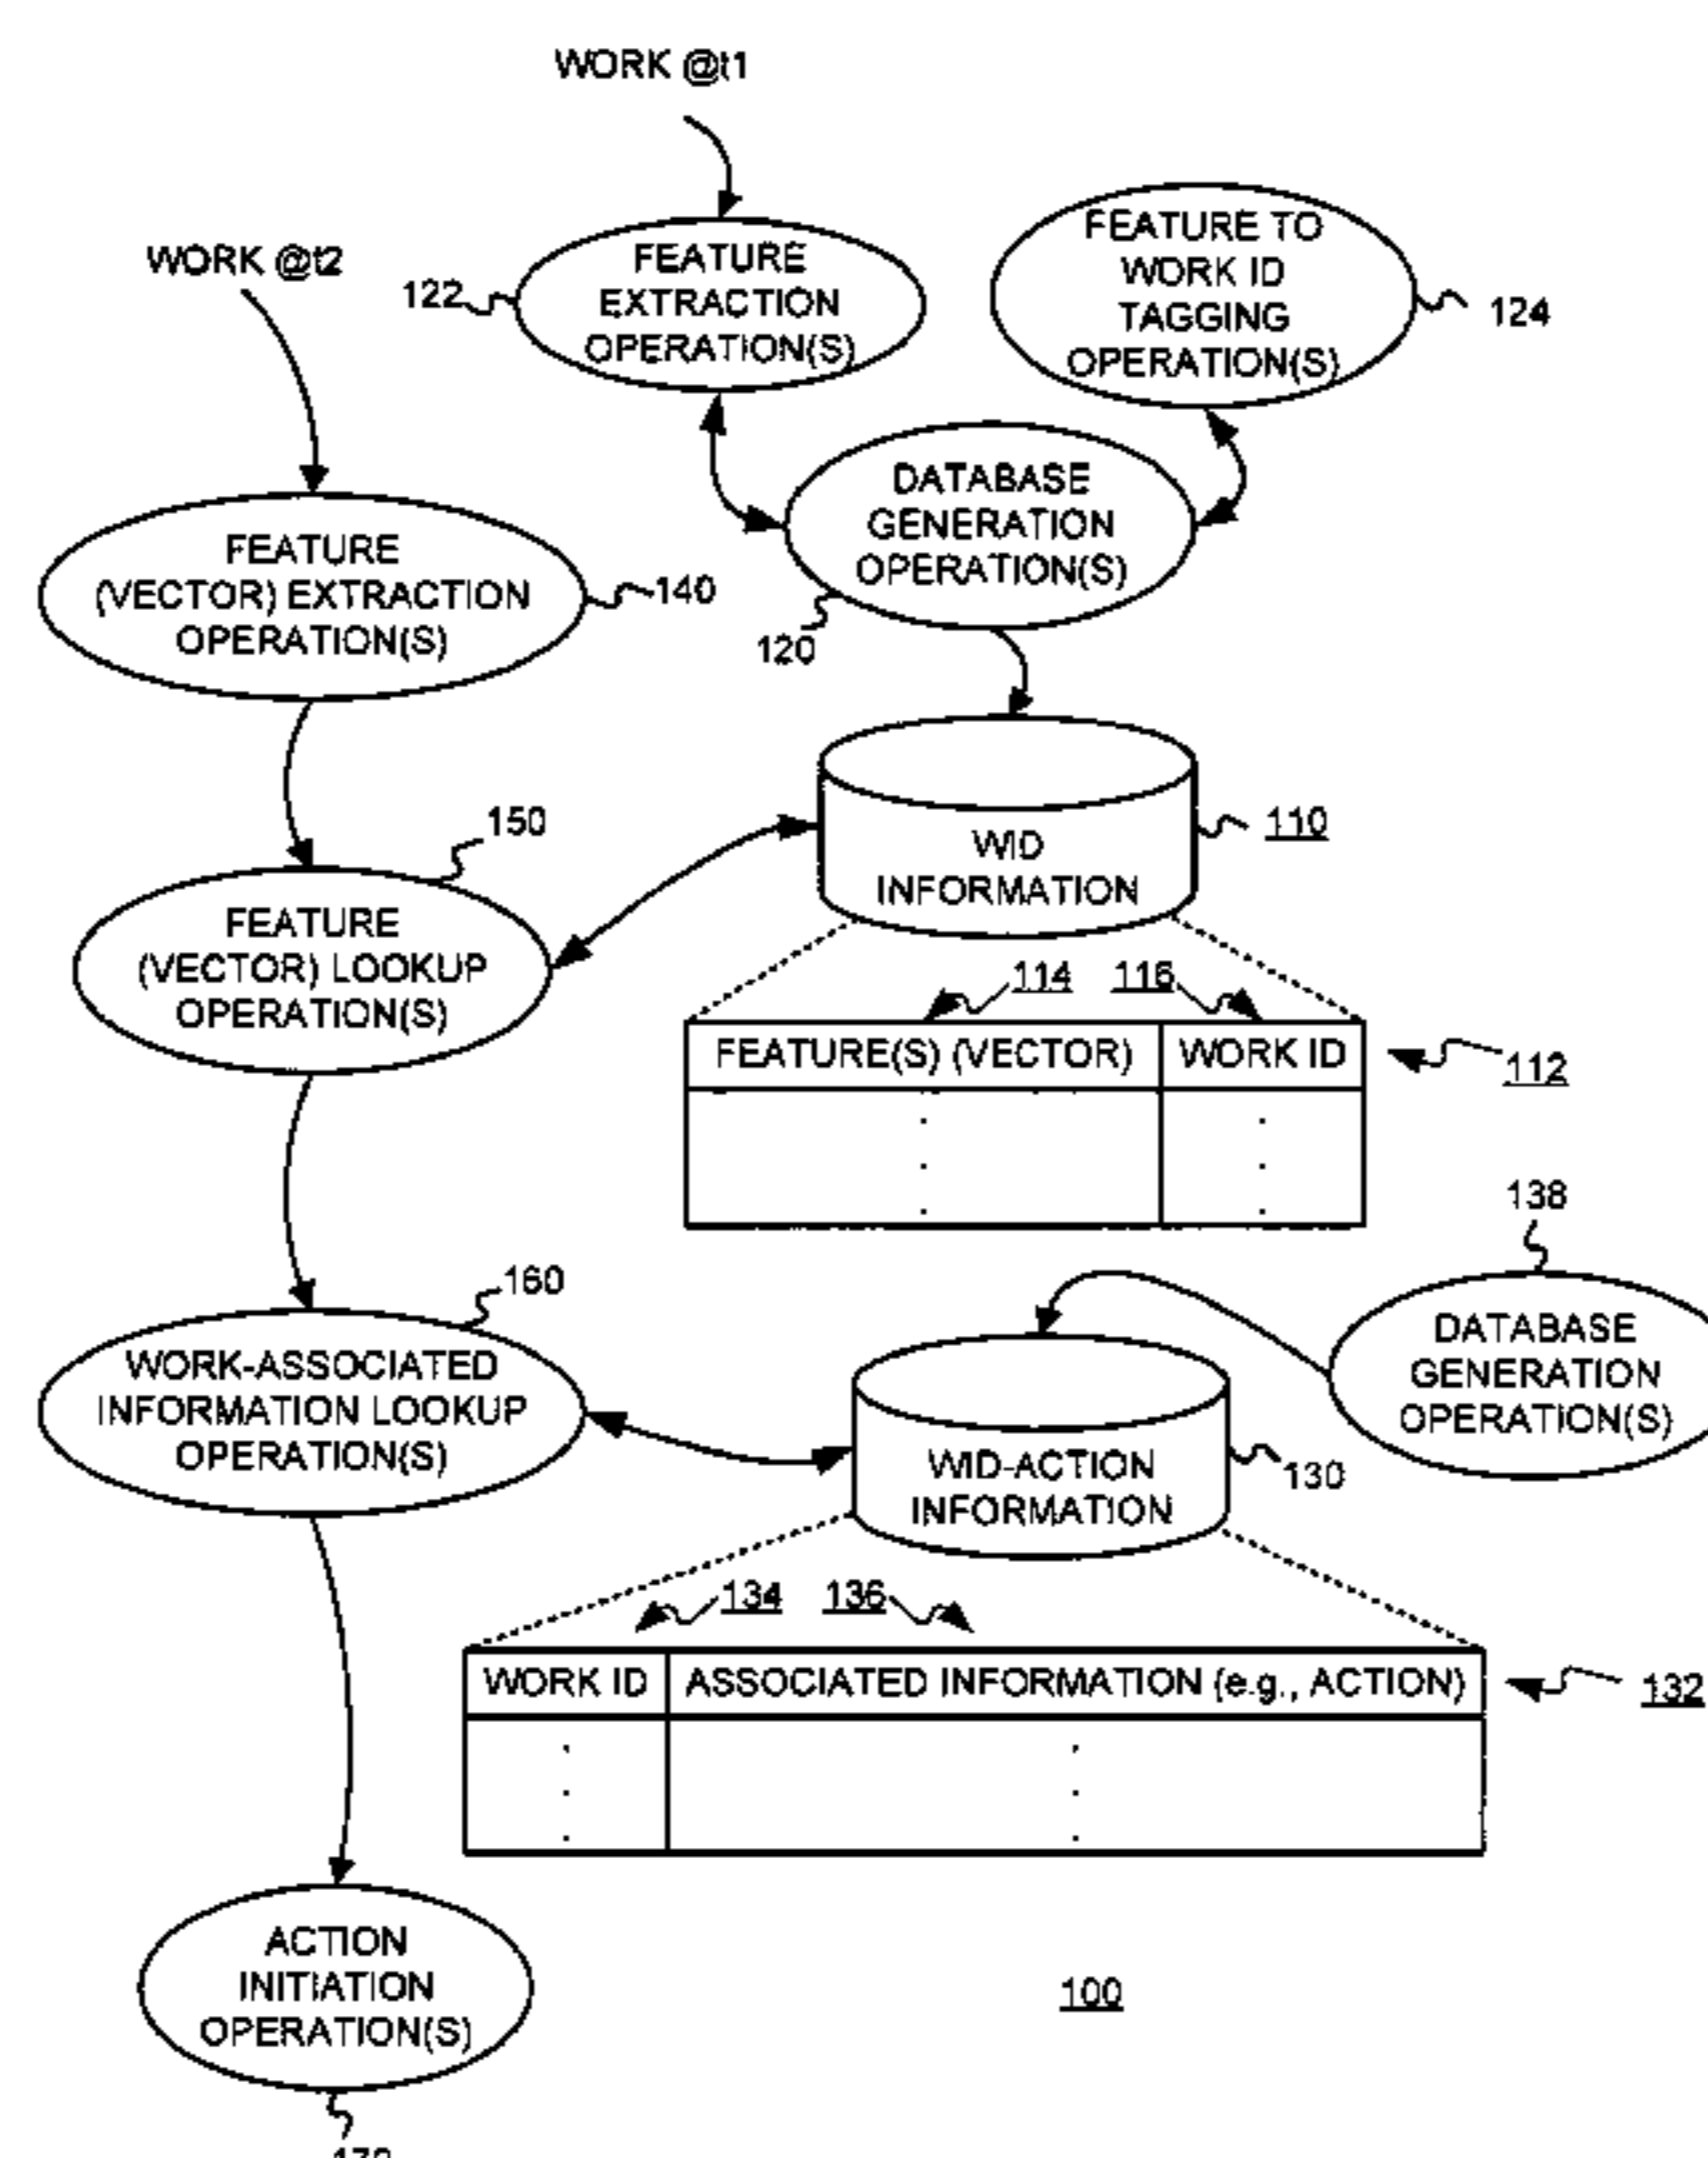 WORK @t1
WORK @t2
122
FEATURE
EXTRACTION
OPERATION(S)
FEATURE TO
WORK ID
TAGGING
OPERATION(S)
124
DATABASE
GENERATION
OPERATION(S)
120
FEATURE
(VECTOR) EXTRACTION
OPERATION(S)
140
WID
INFORMATION
110
150
FEATURE
(VECTOR) LOOKUP
OPERATION(S)
114 116
FEATURE(S) (VECTOR) WORK ID
112
138
DATABASE
GENERATION
OPERATION(S)
160
WORK-ASSOCIATED
INFORMATION LOOKUP
OPERATION(S)
WID-ACTION
INFORMATION
130
134 136
WORK ID ASSOCIATED INFORMATION (e.g., ACTION)
132
ACTION
INITIATION
OPERATION(S)
100